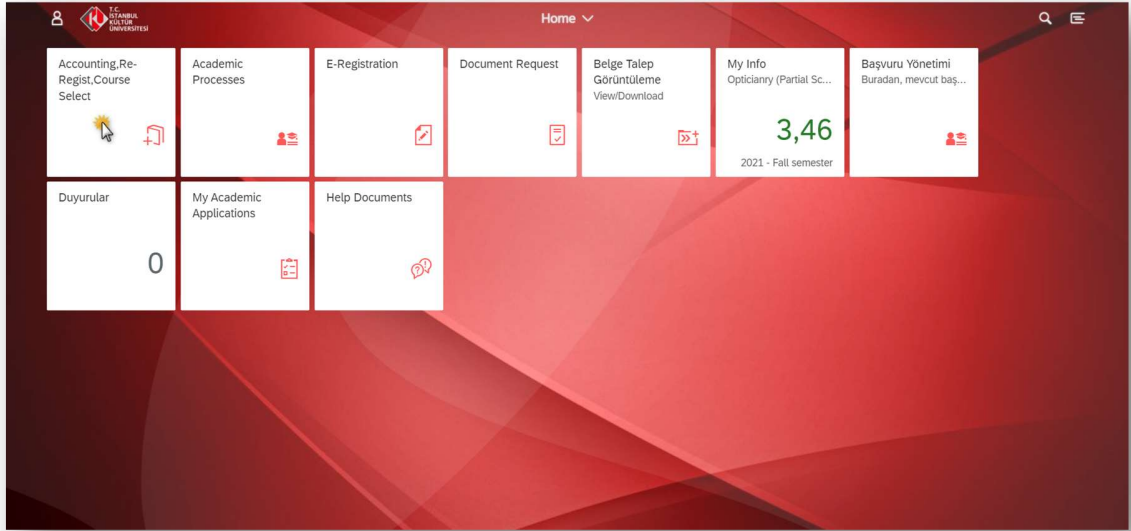 T.C.
İSTANBUL
KÜLTÜR
ÜNİVERSİTESİ
Home
Accounting,Re-
Regist,Course
Select
Academic
Processes
E-Registration
Document Request
Belge Talep
Görüntüleme
View/Download
My Info
Opticianry (Partial Sc...
3,46
2021 - Fall semester
Başvuru Yönetimi
Buradan, mevcut baş...
Duyurular
0
My Academic
Applications
Help Documents